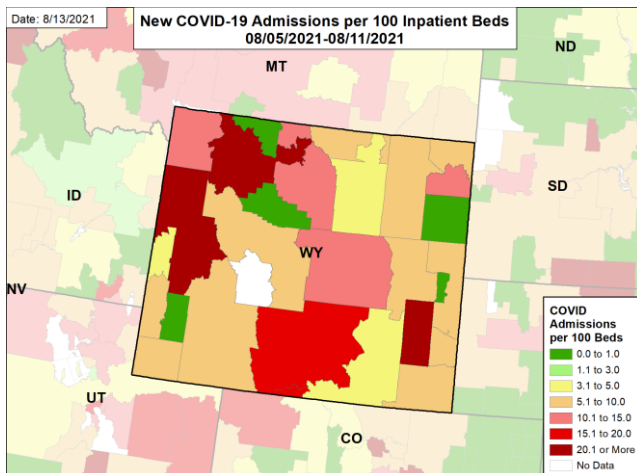 Date: 8/13/2021
New COVID-19 Admissions per 100 Inpatient Beds
08/05/2021-08/11/2021
ND
MT
ID
SD
WY
NV
COVID
Admissions
per 100 Beds
0.0 to 1.0
1.1 to 3.0
3.1 to 5.0
5.1 to 10.0
10.1 to 15.0
15.1 to 20.0
20.1 or More
No Data
UT
CO